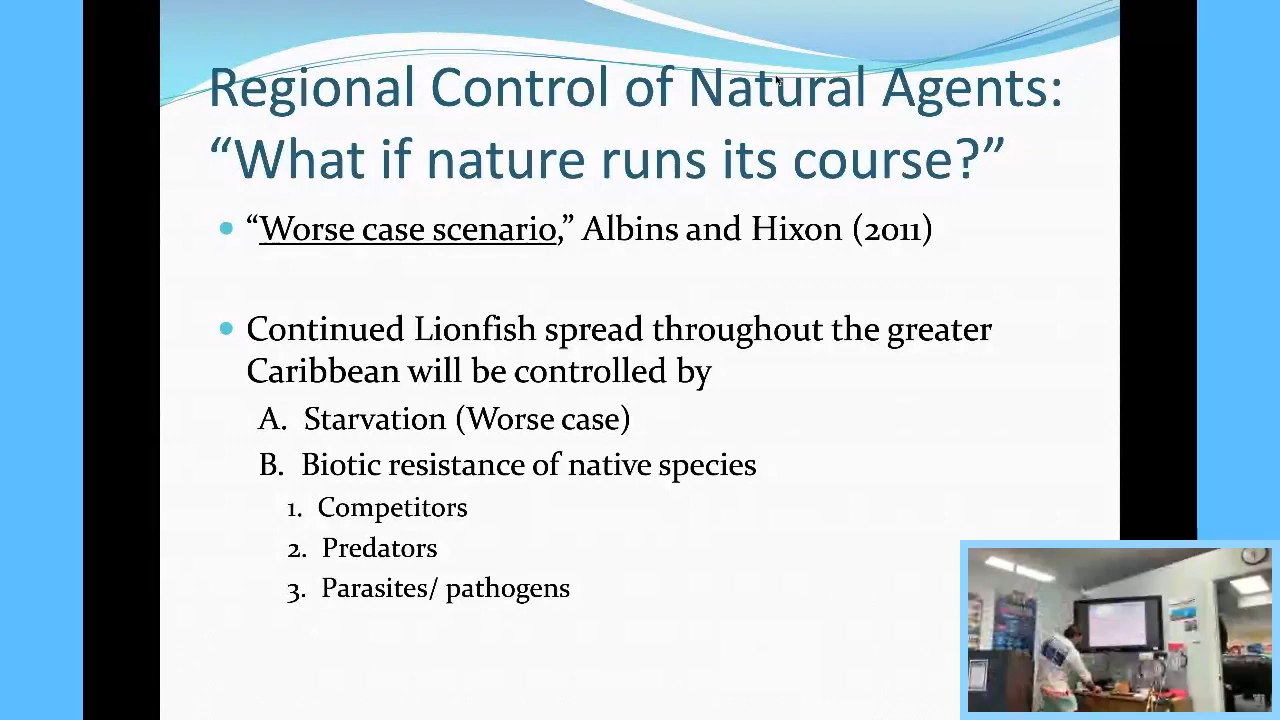 Regional Control of Natural Agents:
“What if nature runs its course?”
“Worse case scenario,” Albins and Hixon (2011)
Continued Lionfish spread throughout the greater
Caribbean will be controlled by
A. Starvation (Worse case)
B. Biotic resistance of native species
1. Competitors
2. Predators
3. Parasites/ pathogens